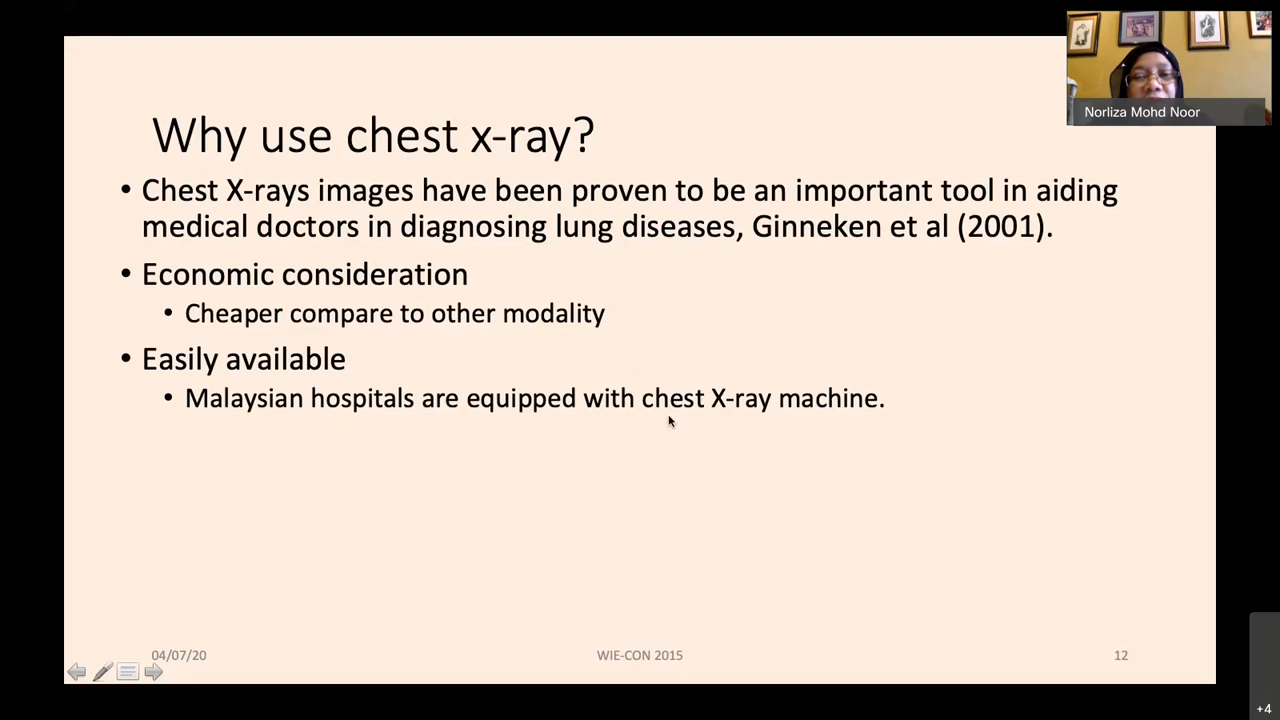 Norliza Mohd Noor
Why use chest x-ray?
• Chest X-rays images have been proven to be an important tool in aiding
medical doctors in diagnosing lung diseases, Ginneken et al (2001).
• Economic consideration
• Cheaper compare to other modality
• Easily available
• Malaysian hospitals are equipped with chest X-ray machine.
04/07/20
WIE-CON 2015
12
+4